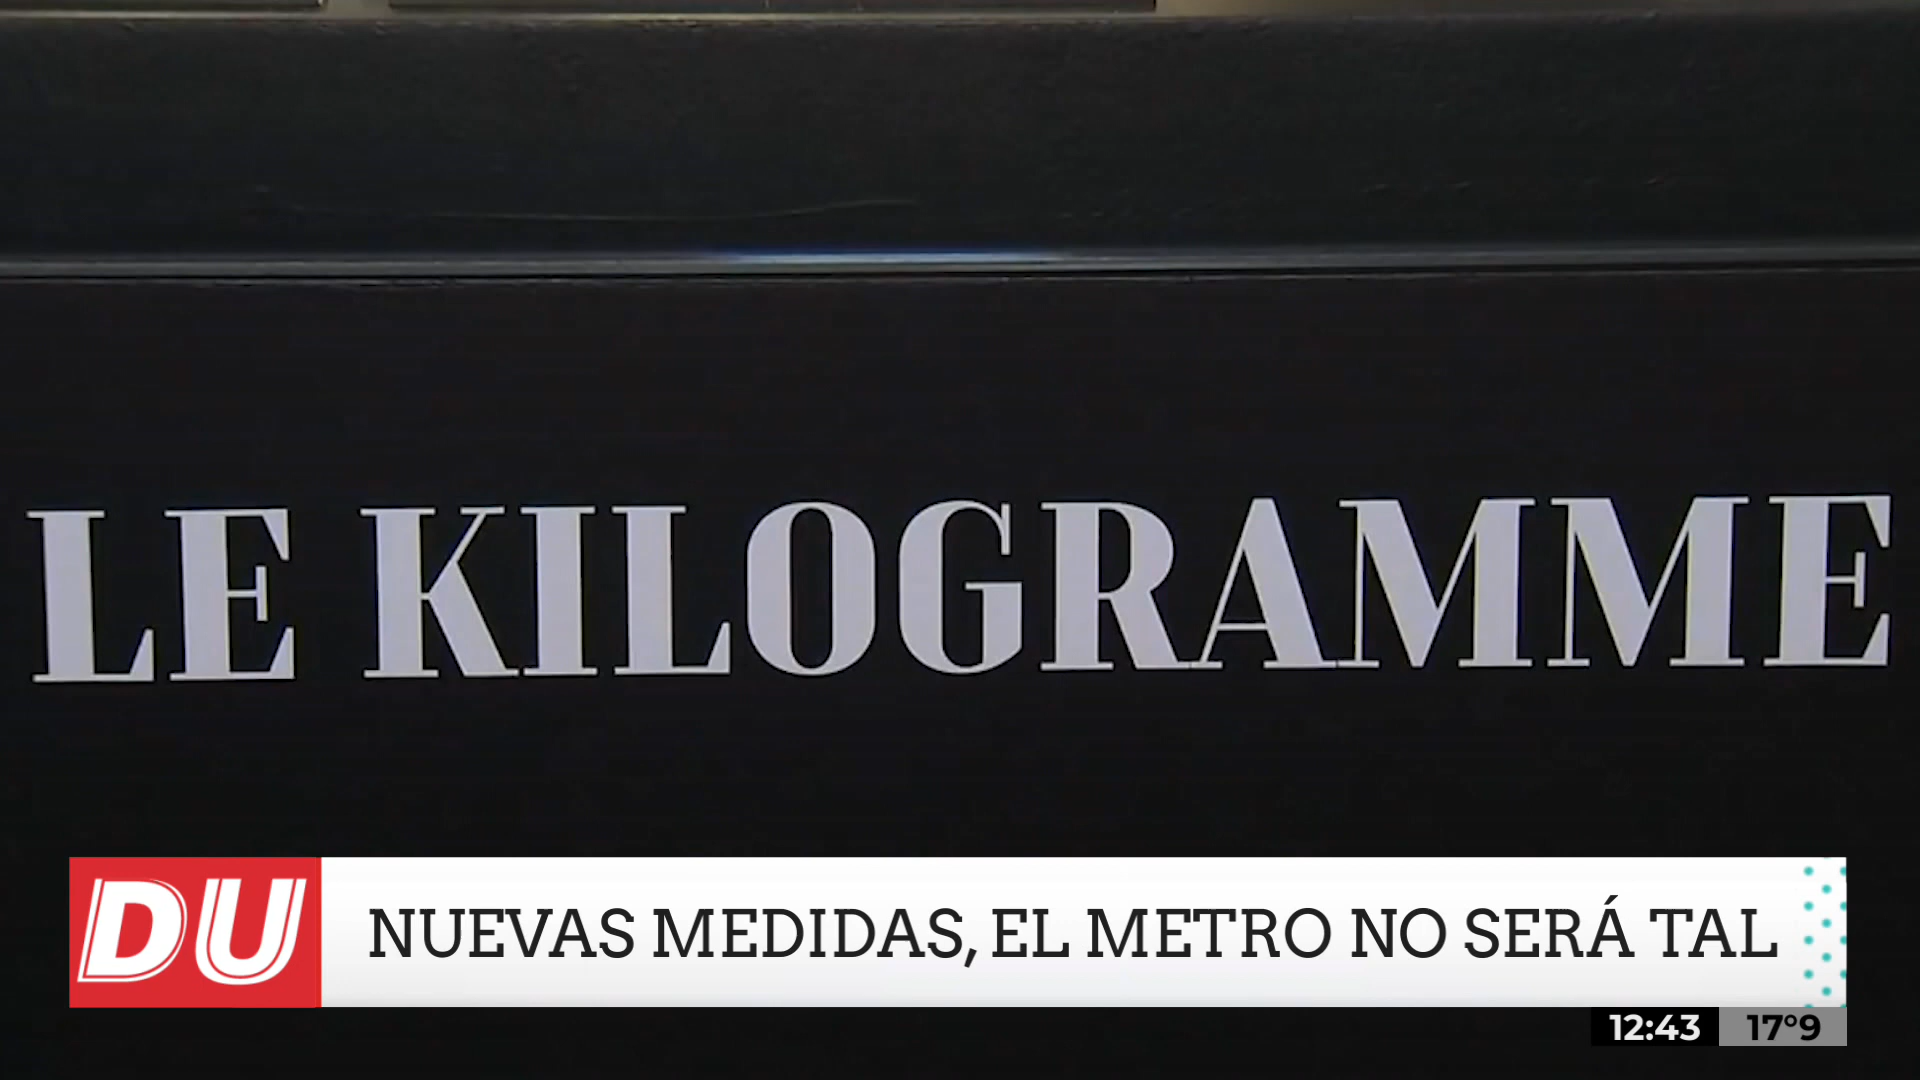 LE KILOGRAMME
DU
NUEVAS MEDIDAS, EL METRO NO SERÁ TAL
12:43
17°9